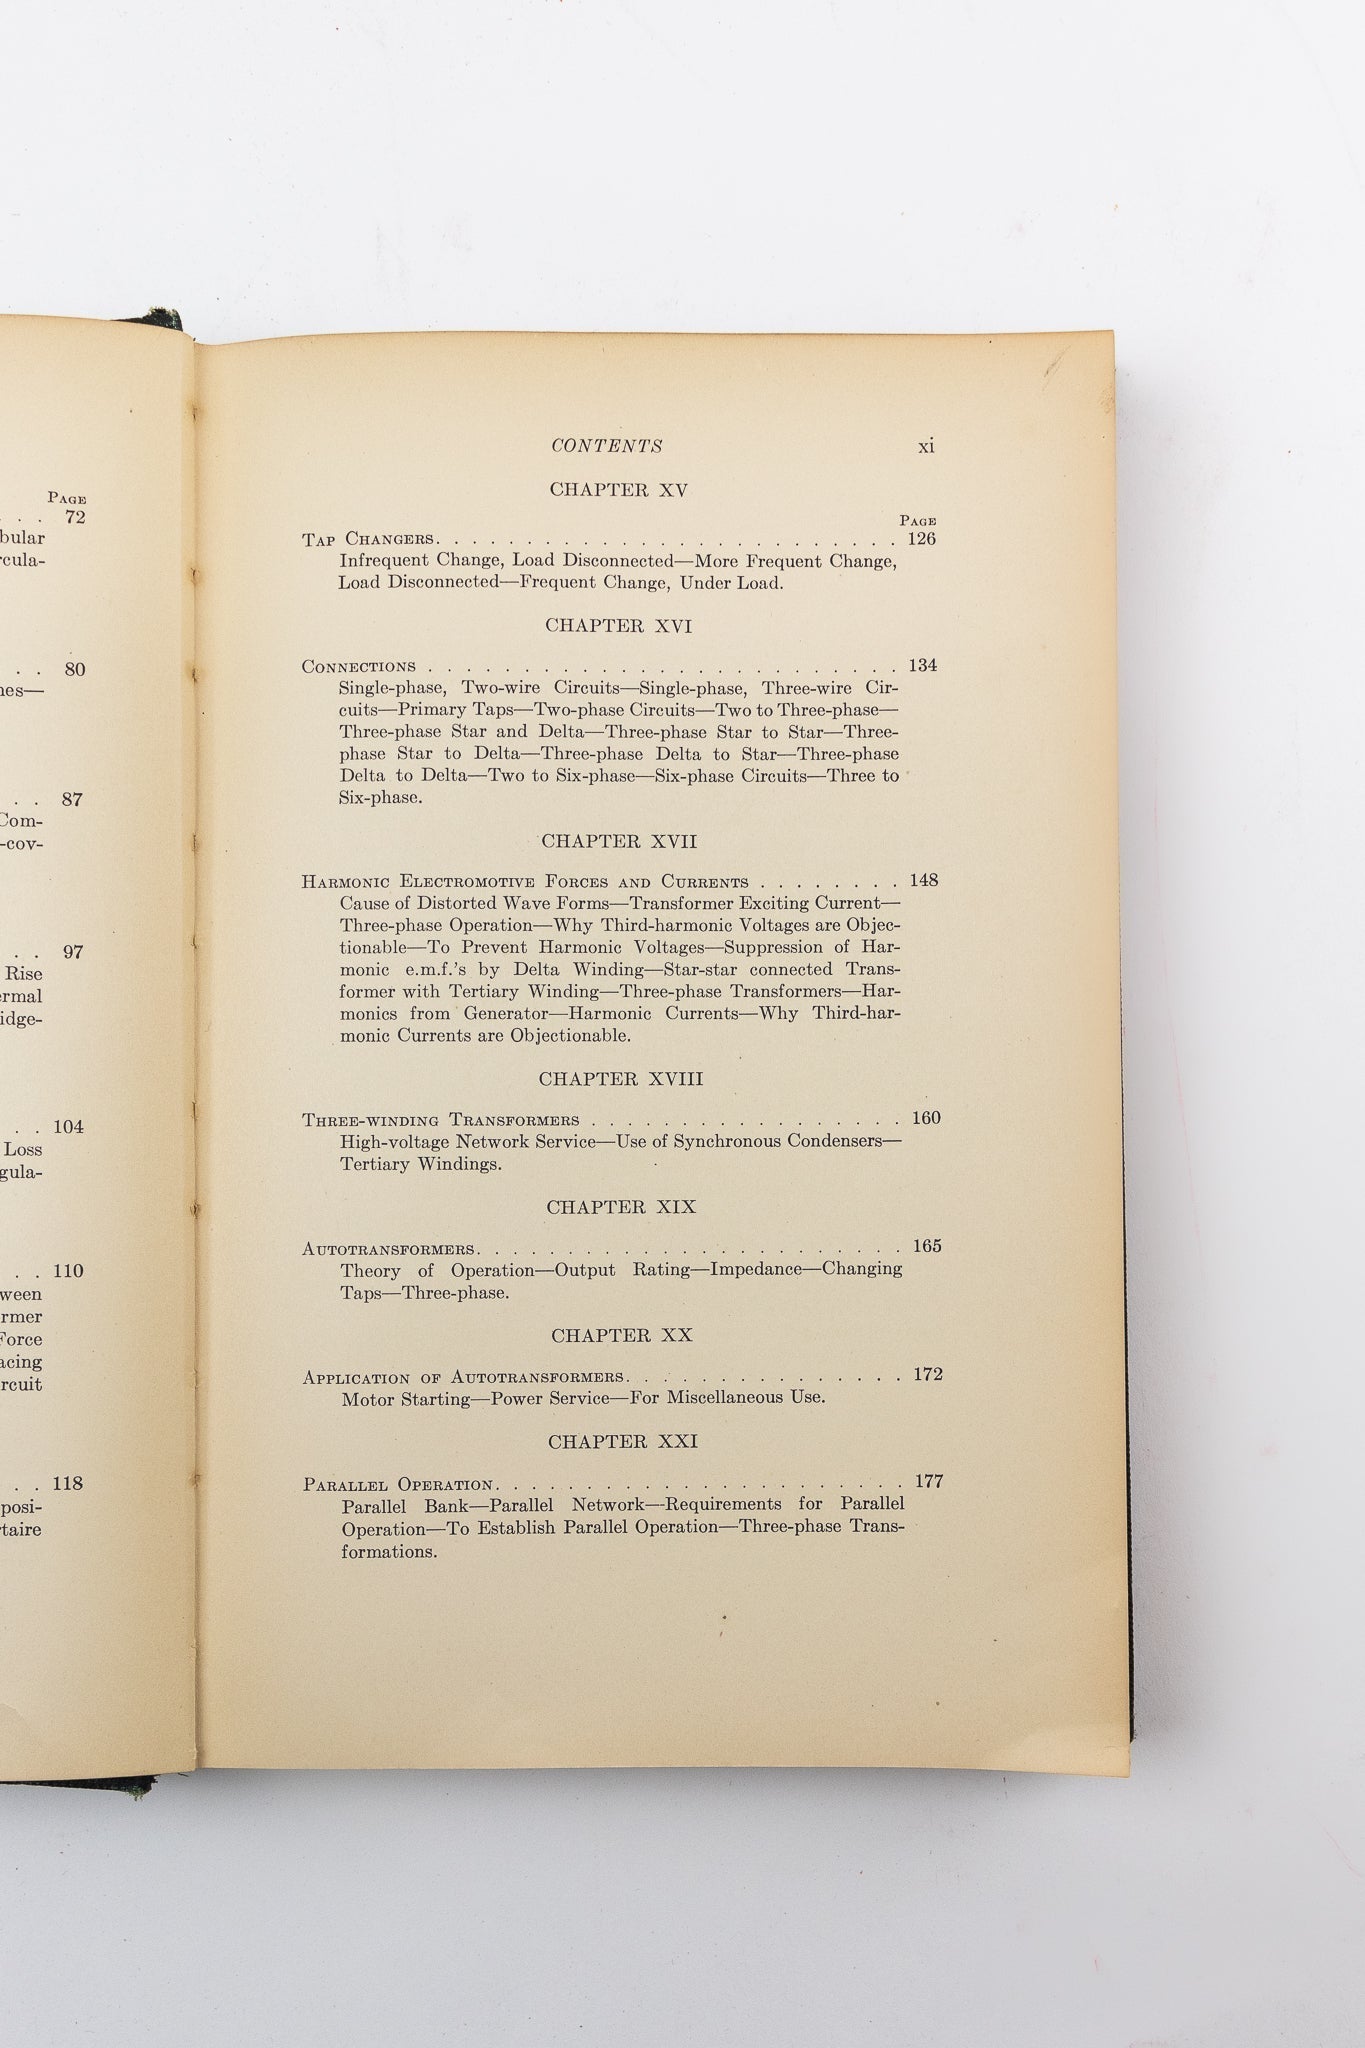 PAGE
. . . 72
80
87
97
Rise
104
Loss
110
Force
118
CONTENTS xi
CHAPTER XV
PAGE
TAP CHANGERS. . . . . . . . . . . . . . . . . . . . . . . . . . 126
Infrequent Change, Load Disconnected—More Frequent Change,
Load Disconnected—Frequent Change, Under Load.
CHAPTER XVI
CONNECTIONS . . . . . . . . . . . . . . . . . . . . . . . . . . 134
Single-phase, Two-wire Circuits—Single-phase, Three-wire Cir-
cuits—Primary Taps—Two-phase Circuits—Two to Three-phase—
Three-phase Star and Delta—Three-phase Star to Star—Three-
phase Star to Delta—Three-phase Delta to Star—Three-phase
Delta to Delta—Two to Six-phase—Six-phase Circuits—Three to
Six-phase.
CHAPTER XVII
HARMONIC ELECTROMOTIVE FORCES AND CURRENTS . . . . . . . . 148
Cause of Distorted Wave Forms—Transformer Exciting Current—
Three-phase Operation—Why Third-harmonic Voltages are Objec-
tionable—To Prevent Harmonic Voltages—Suppression of Har-
monic e.m.f.'s by Delta Winding—Star-star connected Trans-
former with Tertiary Winding—Three-phase Transformers—Har-
monics from Generator—Harmonic Currents—Why Third-har-
monic Currents are Objectionable.
CHAPTER XVIII
THREE-WINDING TRANSFORMERS . . . . . . . . . . . . . . . . . 160
High-voltage Network Service—Use of Synchronous Condensers—
Tertiary Windings.
CHAPTER XIX
AUTOTRANSFORMERS. . . . . . . . . . . . . . . . . . . . . . . 165
Theory of Operation—Output Rating—Impedance—Changing
Taps—Three-phase.
CHAPTER XX
APPLICATION OF AUTOTRANSFORMERS. . . . . . . . . . . . . . . 172
Motor Starting—Power Service—For Miscellaneous Use.
CHAPTER XXI
PARALLEL OPERATION. . . . . . . . . . . . . . . . . . . . . . 177
Parallel Bank—Parallel Network—Requirements for Parallel
Operation—To Establish Parallel Operation—Three-phase Trans-
formations.